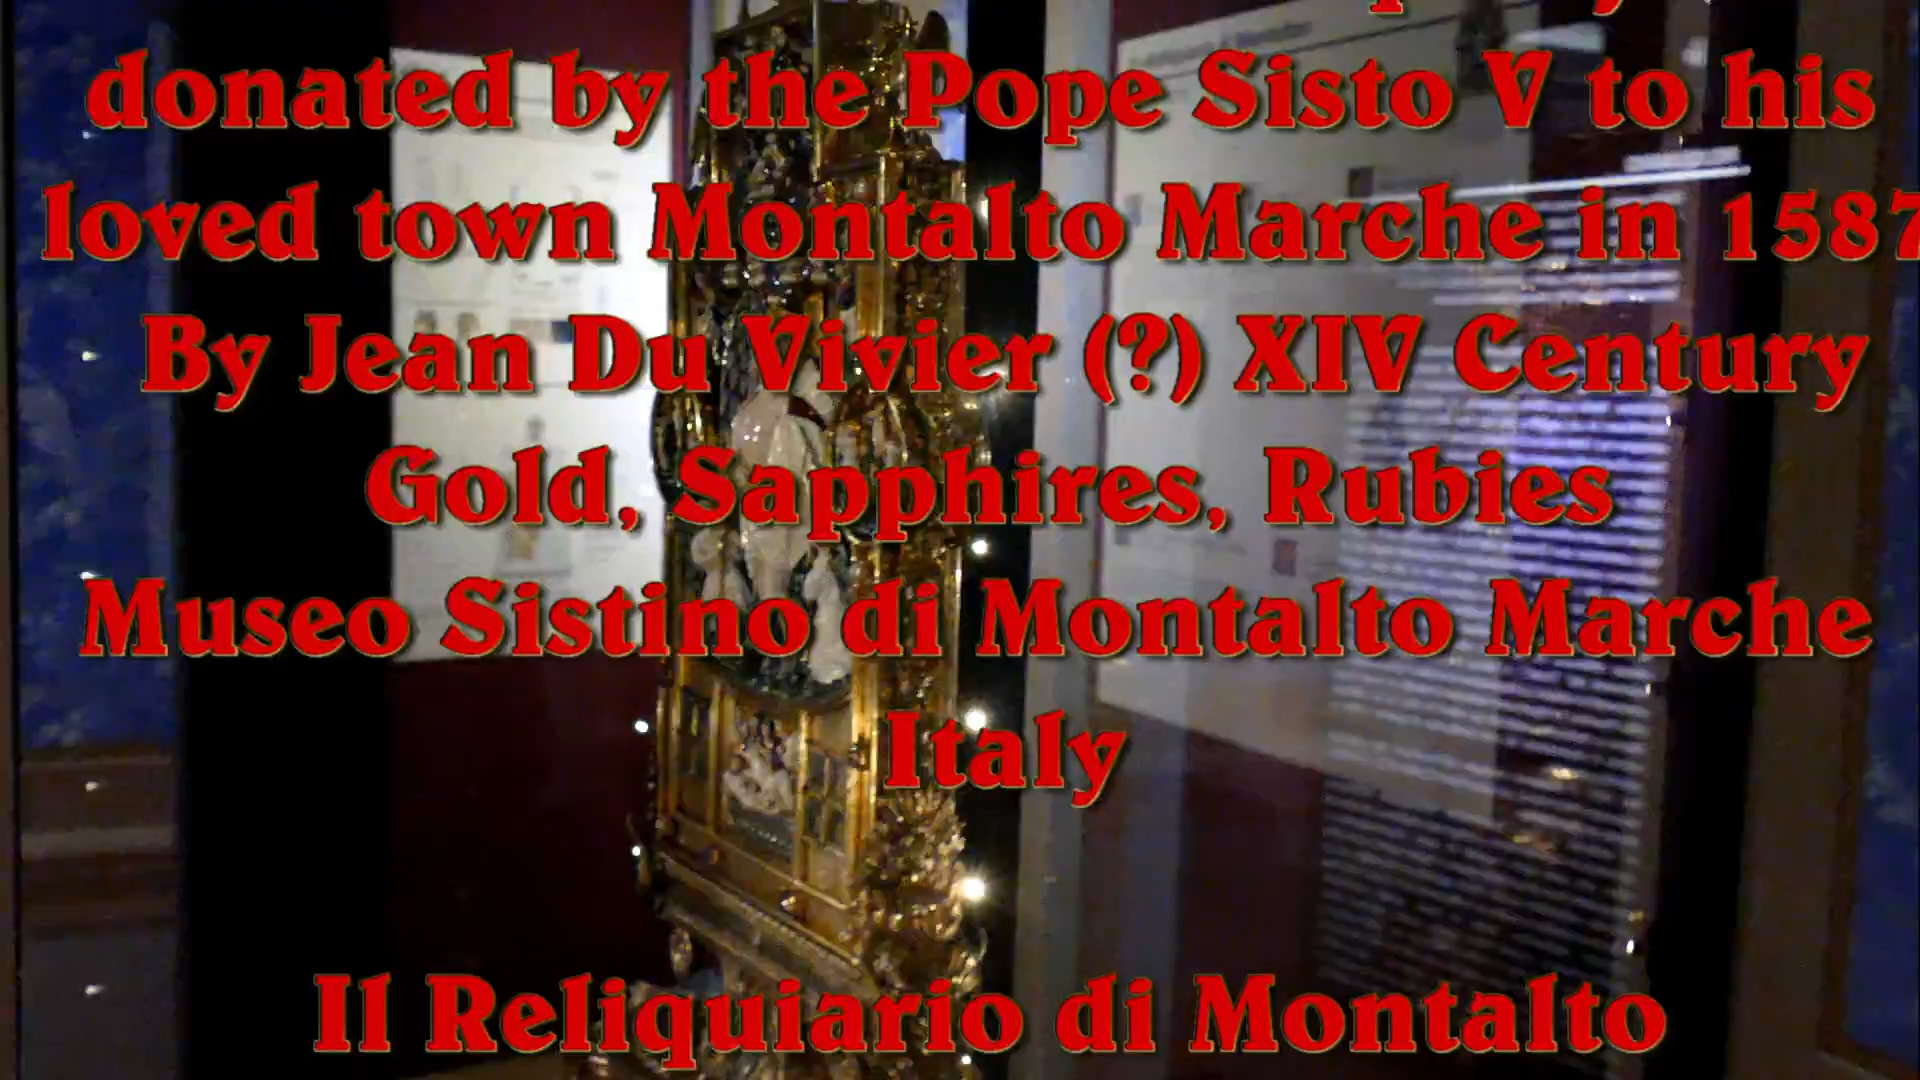 donated by the Pope Sisto V to his
loved town Montalto Marche in 1587
By Jean Du Vivier (?) XIV Century
Gold, Sapphires, Rubies
Museo Sistino di Montalto Marche
Italy
Il Reliquiario di Montalto